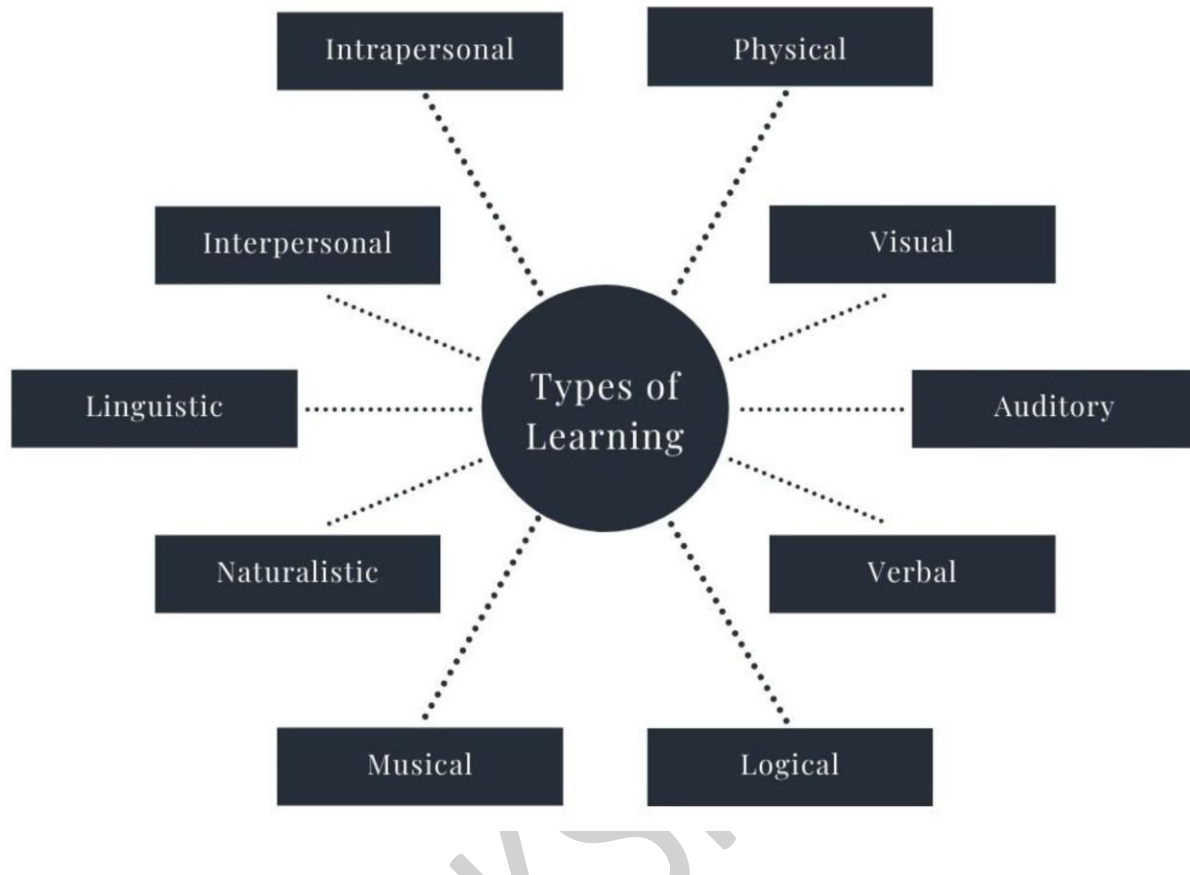 Intrapersonal
Physical
Interpersonal
Visual
Types of
Learning
Linguistic
Auditory
Naturalistic
Verbal
Musical
Logical